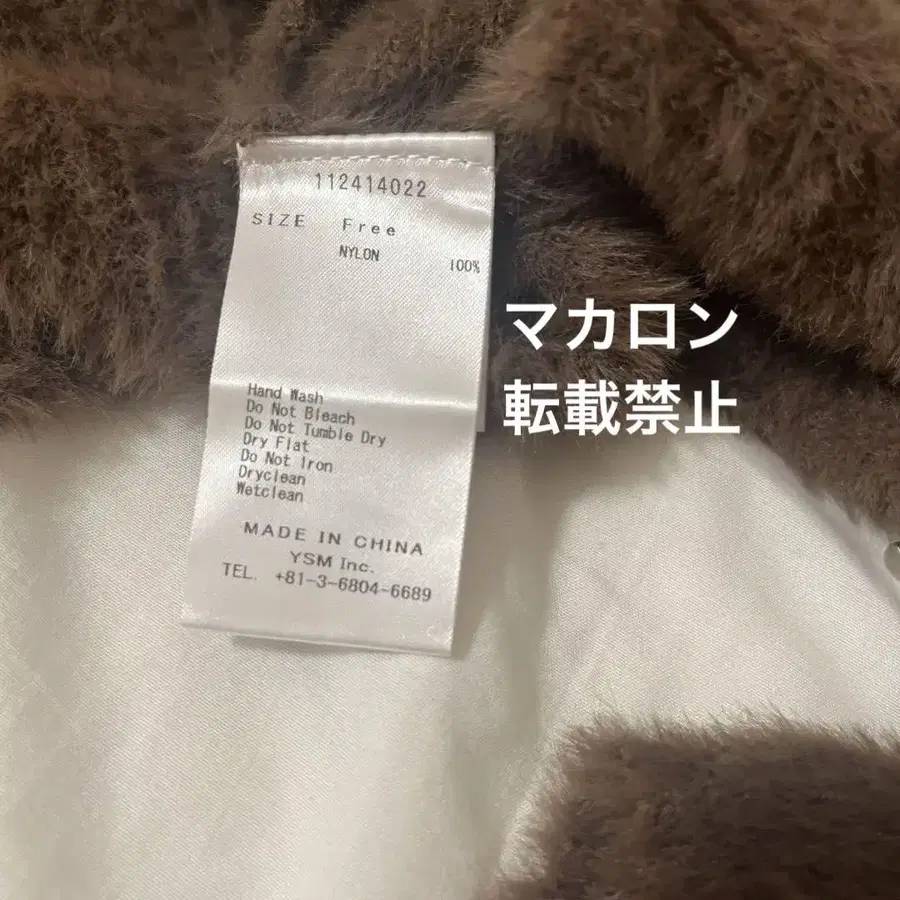 112414022
SIZE Free
NYLON 100%
マカロン
転載禁止
Hand Wash
Do Not Bleach
Do Not Tumble Dry
Dry Flat
Do Not Iron
Dryclean
Wetclean
MADE IN CHINA
YSM Inc.
TEL. +81-3-6804-6689